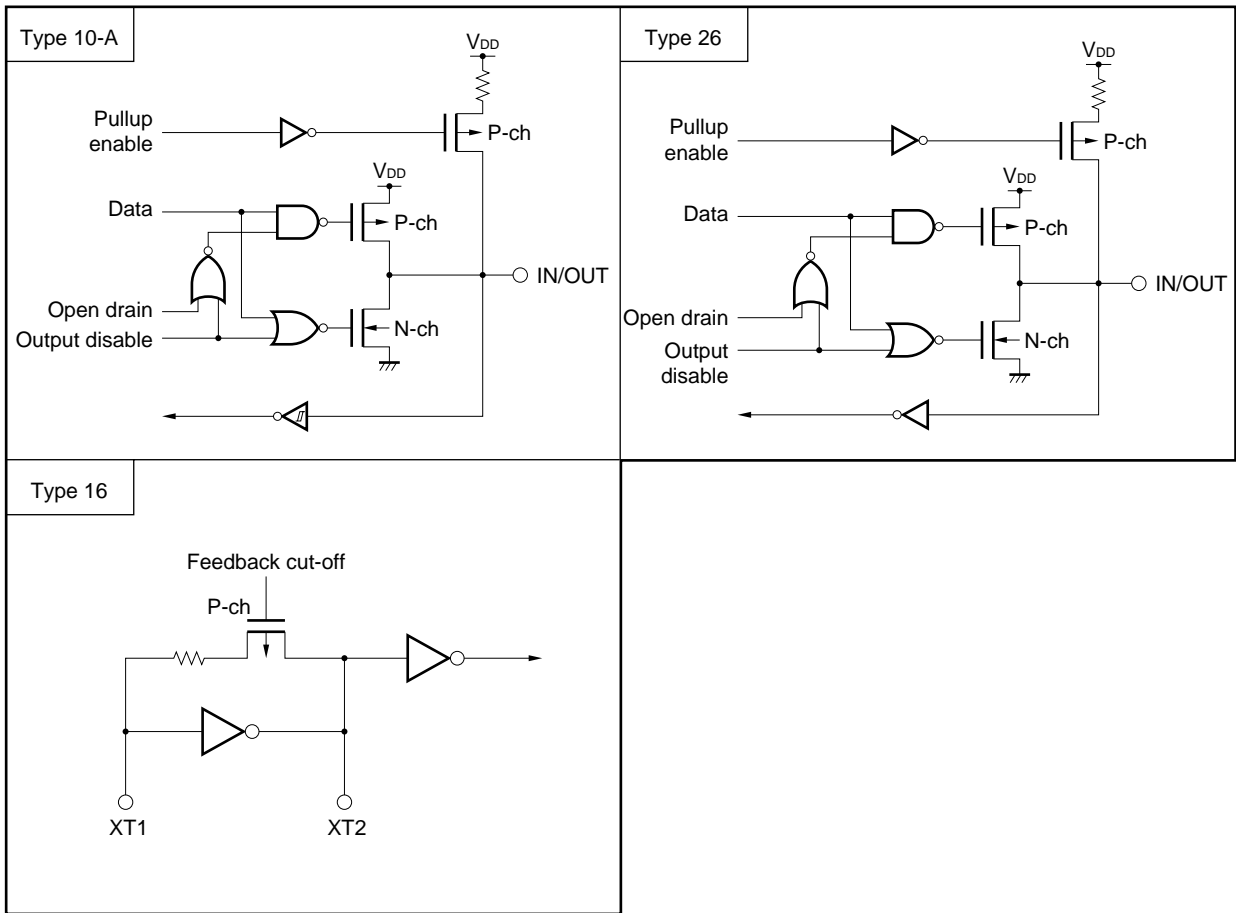 Type 10-A
VDD
Pullup
enable
P-ch
VDD
Data
P-ch
IN/OUT
Open drain
N-ch
Output disable
Type 26
VDD
Pullup
enable
P-ch
VDD
Data
P-ch
IN/OUT
Open drain
N-ch
Output
disable
Type 16
Feedback cut-off
P-ch
XT1
XT2